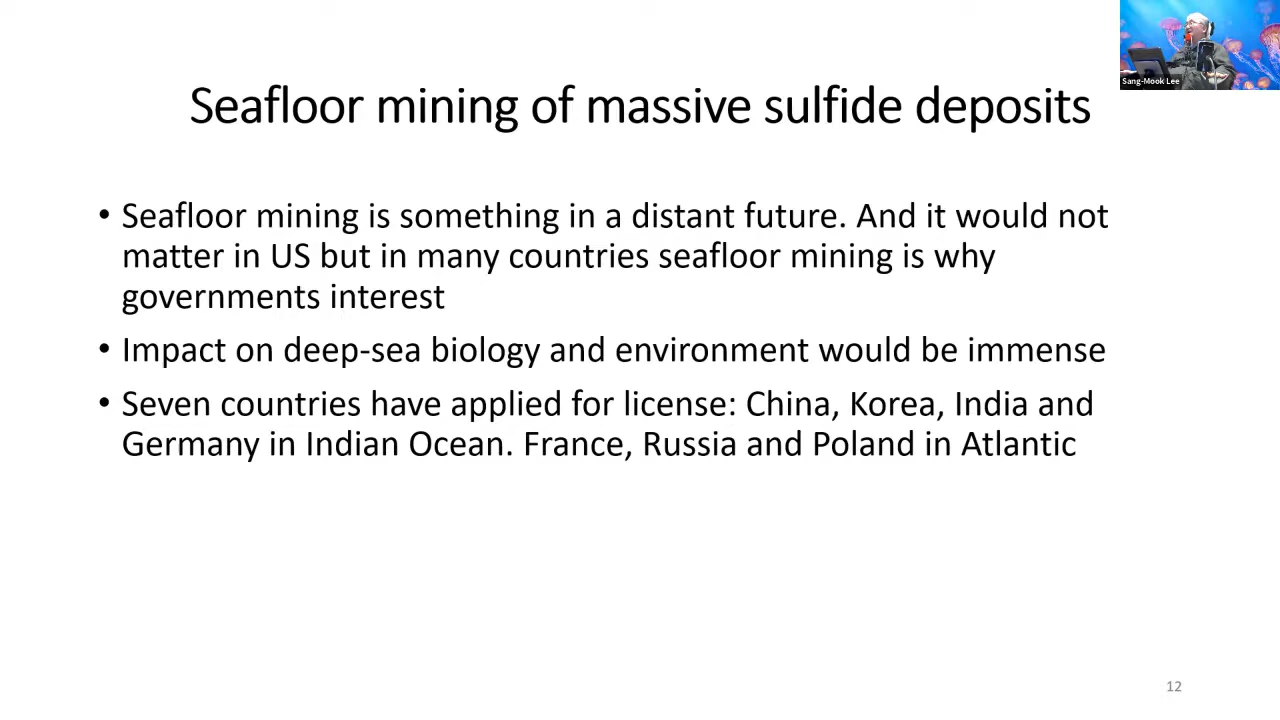 Sang-Mook Lee
Seafloor mining of massive sulfide deposits
• Seafloor mining is something in a distant future. And it would not
matter in US but in many countries seafloor mining is why
governments interest
• Impact on deep-sea biology and environment would be immense
• Seven countries have applied for license: China, Korea, India and
Germany in Indian Ocean. France, Russia and Poland in Atlantic
12